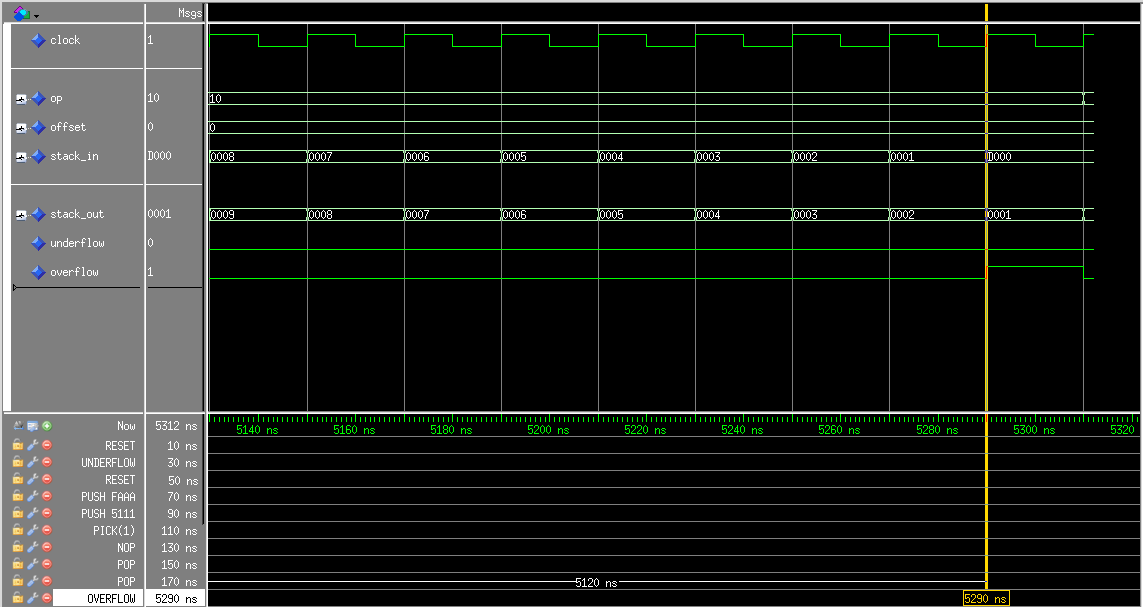 Msgs
clock 1
op 10 10
offset 0 0
stack_in D000 0008 0007 0006 0005 0004 0003 0002 0001 D000
stack_out 0001 0009 0008 0007 0006 0005 0004 0003 0002 0001
underflow 0
overflow 1
Now 5312 ns 5140 ns 5160 ns 5180 ns 5200 ns 5220 ns 5240 ns 5260 ns 5280 ns 5300 ns 5320
RESET 10 ns
UNDERFLOW 30 ns
RESET 50 ns
PUSH FAAA 70 ns
PUSH 5111 90 ns
PICK(1) 110 ns
NOP 130 ns
POP 150 ns
POP 170 ns 5120 ns
OVERFLOW 5290 ns 5290 ns